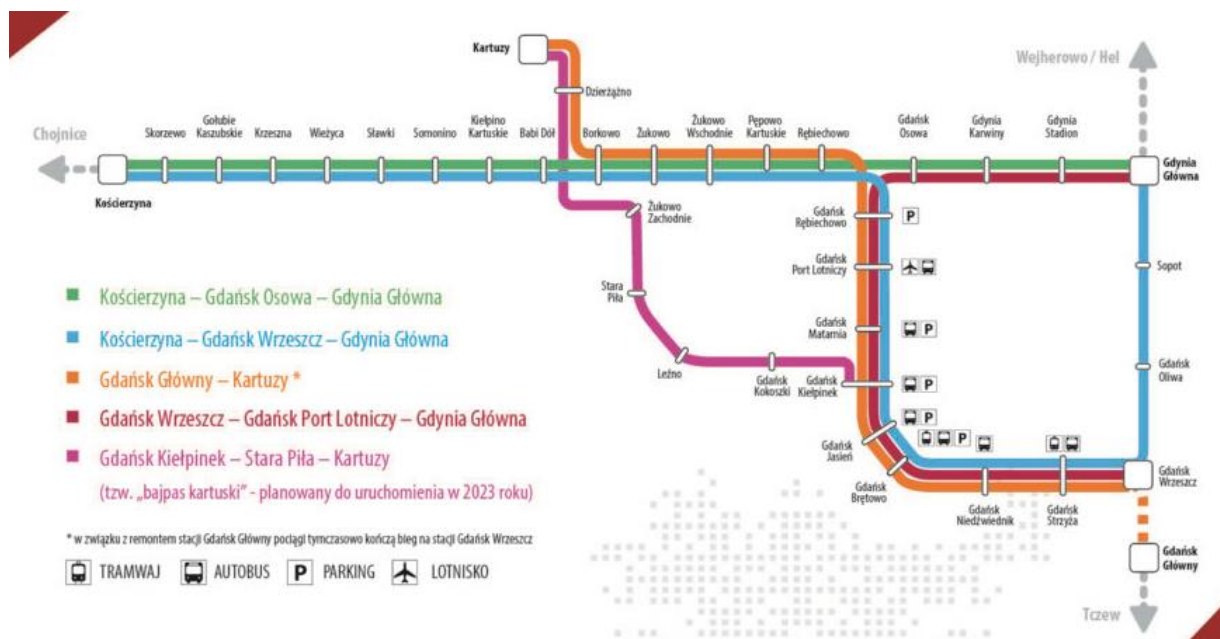 Kartuzy
Wejherowo / Hel
Dzierżążno
Chojnice
Skorzewo
Gołubie
Kaszubskie
Krzeszna
Wieżyca
Sławki
Somonino
Kiełpino
Kartuskie
Babi Dół
Borkowo
Żukowo
Żukowo
Wschodnie
Pępowo
Kartuskie
Rębiechowo
Gdańsk
Osowa
Gdynia
Karwiny
Gdynia
Stadion
Gdynia
Główna
Kościerzyna
Żukowo
Zachodnie
Gdańsk
Rębiechowo
P
Gdańsk
Port Lotniczy
Sopot
Stara
Piła
Gdańsk
Matarnia
P
Leźno
Gdańsk
Kokoszki
Gdańsk
Kiełpinek
P
Gdańsk
Oliwa
P
P
Gdańsk
Jasień
Gdańsk
Brętowo
Gdańsk
Niedźwiednik
Gdańsk
Strzyża
Gdańsk
Wrzeszcz
Gdańsk
Główny
Tczew
Kościerzyna – Gdańsk Osowa – Gdynia Główna
Kościerzyna – Gdańsk Wrzeszcz – Gdynia Główna
Gdańsk Główny – Kartuzy *
Gdańsk Wrzeszcz – Gdańsk Port Lotniczy – Gdynia Główna
Gdańsk Kiełpinek – Stara Piła – Kartuzy
(tzw. „bajpas kartuski” - planowany do uruchomienia w 2023 roku)
* w związku z remontem stacji Gdańsk Główny pociągi tymczasowo kończą bieg na stacji Gdańsk Wrzeszcz
TRAMWAJ AUTOBUS P PARKING LOTNISKO